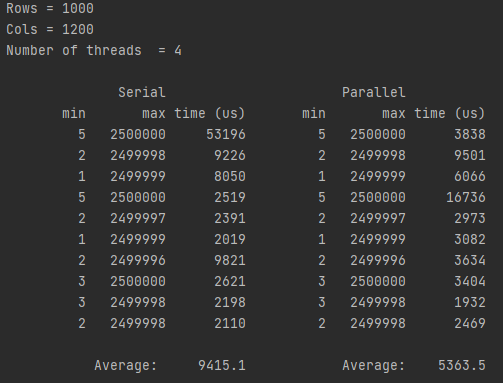 Rows = 1000
Cols = 1200
Number of threads  = 4
Serial Parallel
min max time (us) min max time (us)
5 2500000 53196 5 2500000 3838
2 2499998 9226 2 2499998 9501
1 2499999 8050 1 2499999 6066
5 2500000 2519 5 2500000 16736
2 2499997 2391 2 2499997 2973
1 2499999 2019 1 2499999 3082
2 2499996 9821 2 2499996 3634
3 2500000 2621 3 2500000 3404
3 2499998 2198 3 2499998 1932
2 2499998 2110 2 2499998 2469
Average: 9415.1 Average: 5363.5